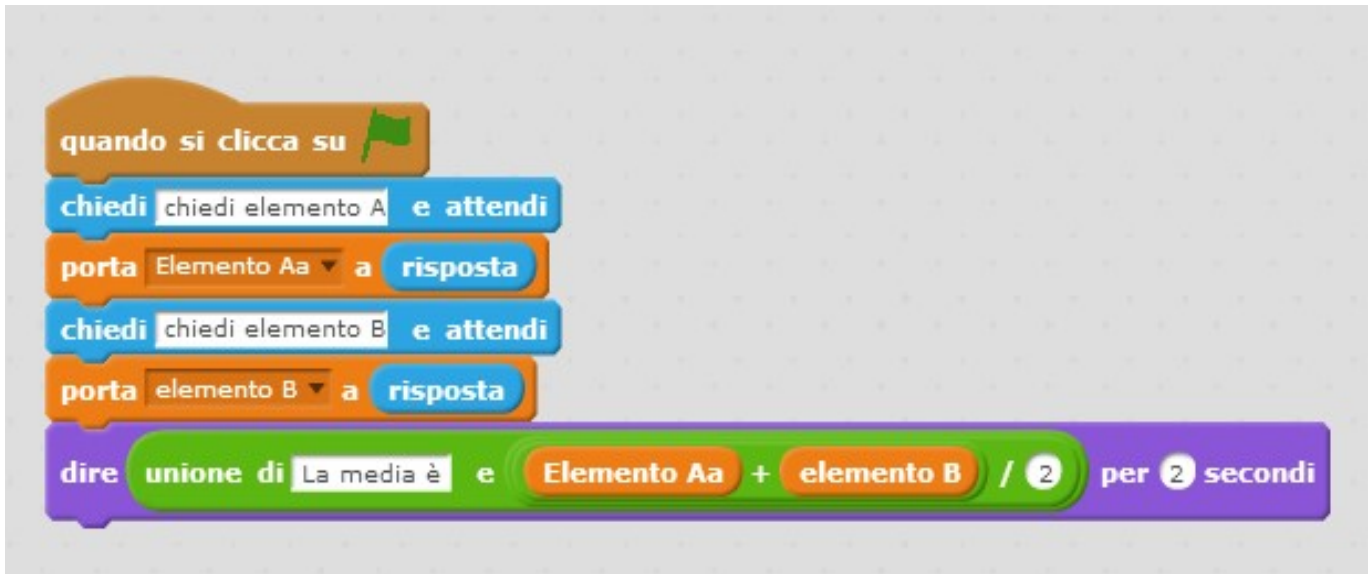 quando si clicca su
chiedi chiedi elemento A e attendi
porta Elemento Aa a risposta
chiedi chiedi elemento B e attendi
porta elemento B a risposta
dire unione di La media è e Elemento Aa + elemento B / 2 per 2 secondi